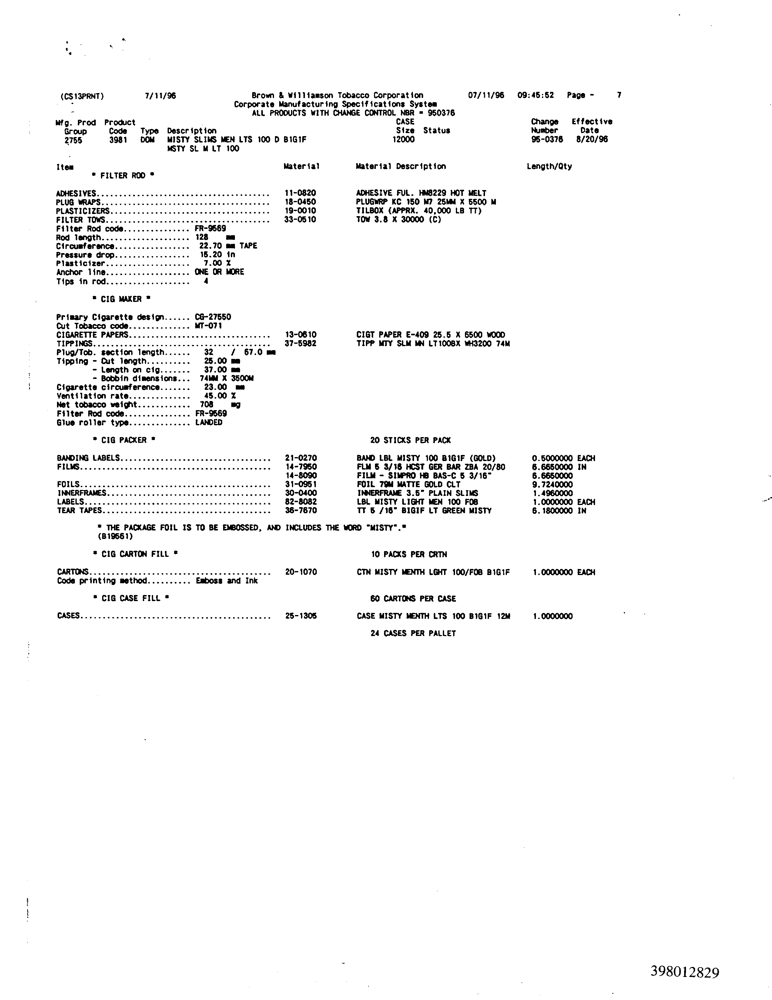 (CS13PRNT) 7/11/96 Brown & Williamson Tobacco Corporation 07/11/96 09:45:52 Page - 7
Corporate Manufacturing Specifications System
ALL PRODUCTS WITH CHANGE CONTROL NBR = 950376
Mfg. Prod Product CASE Change Effective
Group Code Type Description Size Status Number Date
2755 3981 DOM MISTY SLIMS MEN LTS 100 D B1G1F 12000 95-0376 8/20/96
MSTY SL M LT 100
Item Material Material Description Length/Qty
* FILTER ROD *
ADHESIVES....................................... 11-0820 ADHESIVE FUL. HM8229 HOT MELT
PLUG WRAPS...................................... 18-0450 PLUGWRP KC 150 M7 25MM X 5500 M
PLASTICIZERS.................................... 19-0010 TILBOX (APPRX. 40,000 LB TT)
FILTER TOWS..................................... 33-0510 TOW 3.8 X 30000 (C)
Filter Rod code............... FR-9569
Rod length.................... 128 mm
Circumference................. 22.70 mm TAPE
Pressure drop................. 15.20 in
Plasticizer................... 7.00 %
Anchor line................... ONE OR MORE
Tips in rod................... 4
* CIG MAKER *
Primary Cigarette design...... CG-27550
Cut Tobacco code.............. MT-071
CIGARETTE PAPERS................................ 13-0610 CIGT PAPER E-409 25.5 X 6500 WOOD
TIPPINGS........................................ 37-5982 TIPP MTY SLM MN LT100BX WH3200 74M
Plug/Tob. section length...... 32 / 67.0 mm
Tipping - Cut length.......... 25.00 mm
- Length on cig....... 37.00 mm
- Bobbin dimensions... 74MM X 3500M
Cigarette circumference....... 23.00 mm
Ventilation rate.............. 45.00 %
Net tobacco weight............ 708 mg
Filter Rod code............... FR-9569
Glue roller type.............. LANDED
* CIG PACKER * 20 STICKS PER PACK
BANDING LABELS.................................. 21-0270 BAND LBL MISTY 100 B1G1F (GOLD) 0.5000000 EACH
FILMS........................................... 14-7950 FLM 5 3/16 HCST GER BAR ZBA 20/80 6.6650000 IN
14-8090 FILM - SIMPRO HB BAS-C 5 3/16" 6.6650000
FOILS........................................... 31-0951 FOIL 79M MATTE GOLD CLT 9.7240000
INNERFRAMES..................................... 30-0400 INNERFRAME 3.5" PLAIN SLIMS 1.4960000
LABELS.......................................... 82-8082 LBL MISTY LIGHT MEN 100 FDB 1.0000000 EACH
TEAR TAPES...................................... 36-7670 TT 5 /16" BIGIF LT GREEN MISTY 6.1800000 IN
* THE PACKAGE FOIL IS TO BE EMBOSSED, AND INCLUDES THE WORD "MISTY".*
(B19561)
* CIG CARTON FILL * 10 PACKS PER CRTN
CARTONS......................................... 20-1070 CTN MISTY MENTH LGHT 100/FDB B1G1F 1.0000000 EACH
Code printing method.......... Emboss and Ink
* CIG CASE FILL * 60 CARTONS PER CASE
CASES........................................... 25-1305 CASE MISTY MENTH LTS 100 B1G1F 12M 1.0000000
24 CASES PER PALLET
398012829